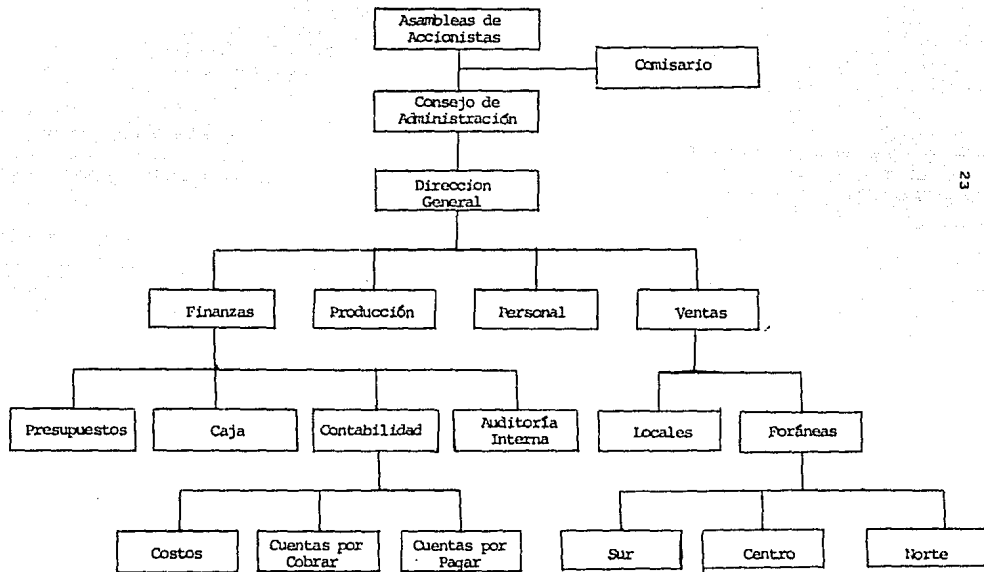 Asambleas de
Accionistas
Comisario
Consejo de
Administración
Direccion
General
23
Finanzas
Producción
Personal
Ventas
Presupuestos
Caja
Contabilidad
Auditoría
Interna
Locales
Foráneas
Costos
Cuentas por
Cobrar
Cuentas por
Pagar
Sur
Centro
Norte